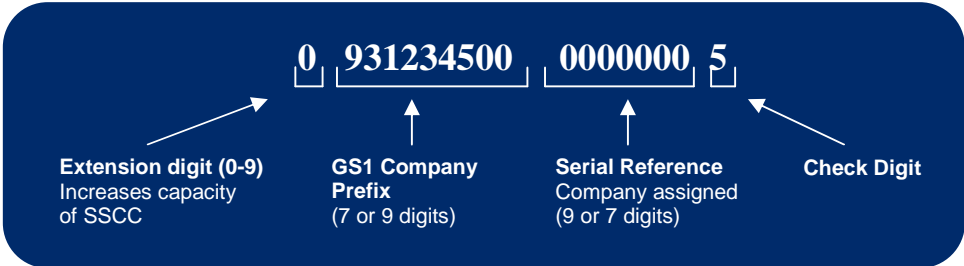 0 931234500 0000000 5
Extension digit (0-9)
Increases capacity
of SSCC
GS1 Company
Prefix
(7 or 9 digits)
Serial Reference
Company assigned
(9 or 7 digits)
Check Digit